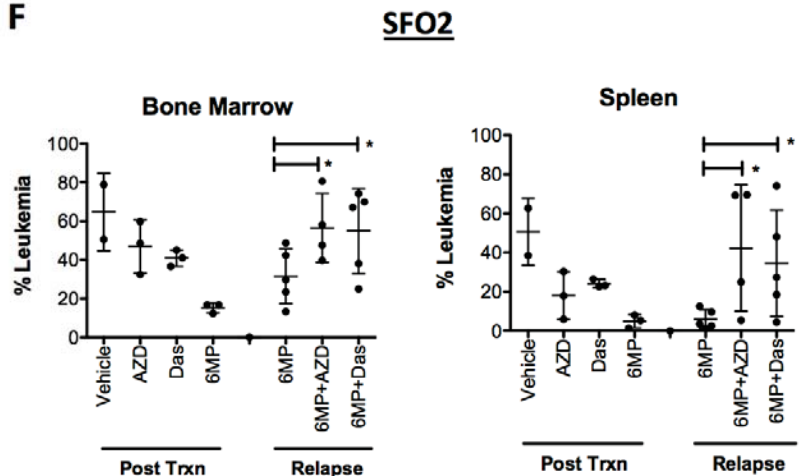 F
SFO2
Bone Marrow
% Leukemia
100
80
60
40
20
0
*
*
Vehicle
AZD
Das
6MP
6MP
6MP+AZD
6MP+Das
Post Trxn
Relapse
Spleen
% Leukemia
100
80
60
40
20
0
*
*
Vehicle
AZD
Das
6MP
6MP
6MP+AZD
6MP+Das
Post Trxn
Relapse